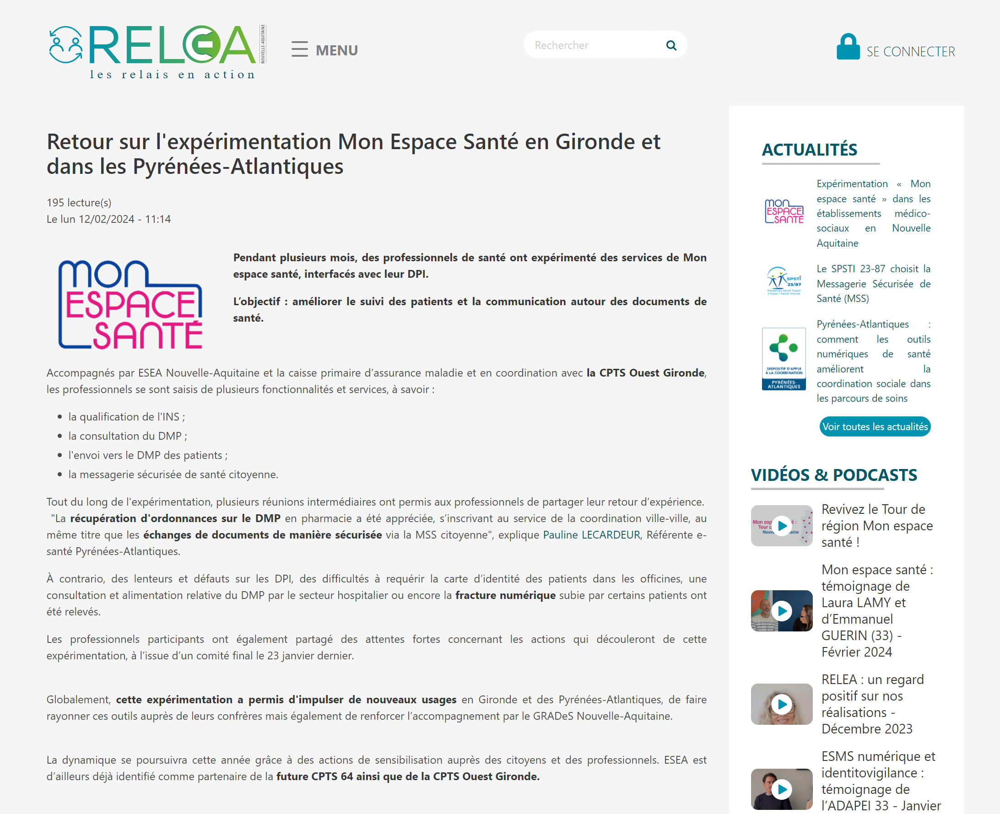 RELEA
NOUVELLE-AQUITAINE
les relais en action
MENU
Rechercher
SE CONNECTER
Retour sur l'expérimentation Mon Espace Santé en Gironde et
dans les Pyrénées-Atlantiques
195 lecture(s)
Le lun 12/02/2024 - 11:14
mon
ESPACE
SANTÉ
Pendant plusieurs mois, des professionnels de santé ont expérimenté des services de Mon
espace santé, interfacés avec leur DPI.
L’objectif : améliorer le suivi des patients et la communication autour des documents de
santé.
Accompagnés par ESEA Nouvelle-Aquitaine et la caisse primaire d’assurance maladie et en coordination avec la CPTS Ouest Gironde,
les professionnels se sont saisis de plusieurs fonctionnalités et services, à savoir :
• la qualification de l'INS ;
• la consultation du DMP ;
• l'envoi vers le DMP des patients ;
• la messagerie sécurisée de santé citoyenne.
Tout du long de l'expérimentation, plusieurs réunions intermédiaires ont permis aux professionnels de partager leur retour d’expérience.
"La récupération d'ordonnances sur le DMP en pharmacie a été appréciée, s’inscrivant au service de la coordination ville-ville, au
même titre que les échanges de documents de manière sécurisée via la MSS citoyenne", explique Pauline LECARDEUR, Référente e-
santé Pyrénées-Atlantiques.
À contrario, des lenteurs et défauts sur les DPI, des difficultés à requérir la carte d’identité des patients dans les officines, une
consultation et alimentation relative du DMP par le secteur hospitalier ou encore la fracture numérique subie par certains patients ont
été relevés.
Les professionnels participants ont également partagé des attentes fortes concernant les actions qui découleront de cette
expérimentation, à l’issue d’un comité final le 23 janvier dernier.
Globalement, cette expérimentation a permis d'impulser de nouveaux usages en Gironde et des Pyrénées-Atlantiques, de faire
rayonner ces outils auprès de leurs confrères mais également de renforcer l’accompagnement par le GRADeS Nouvelle-Aquitaine.
La dynamique se poursuivra cette année grâce à des actions de sensibilisation auprès des citoyens et des professionnels. ESEA est
d’ailleurs déjà identifié comme partenaire de la future CPTS 64 ainsi que de la CPTS Ouest Gironde.
ACTUALITÉS
mon
ESPACE
SANTÉ
Expérimentation « Mon
espace santé » dans les
établissements médico-
sociaux en Nouvelle
Aquitaine
SPSTI
23/87
Prévention Santé Travail
Creuse / Haute-Vienne
Le SPSTI 23-87 choisit la
Messagerie Sécurisée de
Santé (MSS)
DISPOSITIF D'APPUI
À LA COORDINATION
PYRÉNÉES-
ATLANTIQUES
Pyrénées-Atlantiques :
comment les outils
numériques de santé
améliorent la
coordination sociale dans
les parcours de soins
Voir toutes les actualités
VIDÉOS & PODCASTS
Revivez le Tour de
région Mon espace
santé !
Mon espace santé :
témoignage de
Laura LAMY et
d’Emmanuel
GUERIN (33) -
Février 2024
RELEA : un regard
positif sur nos
réalisations -
Décembre 2023
ESMS numérique et
identitovigilance :
témoignage de
l’ADAPEI 33 - Janvier